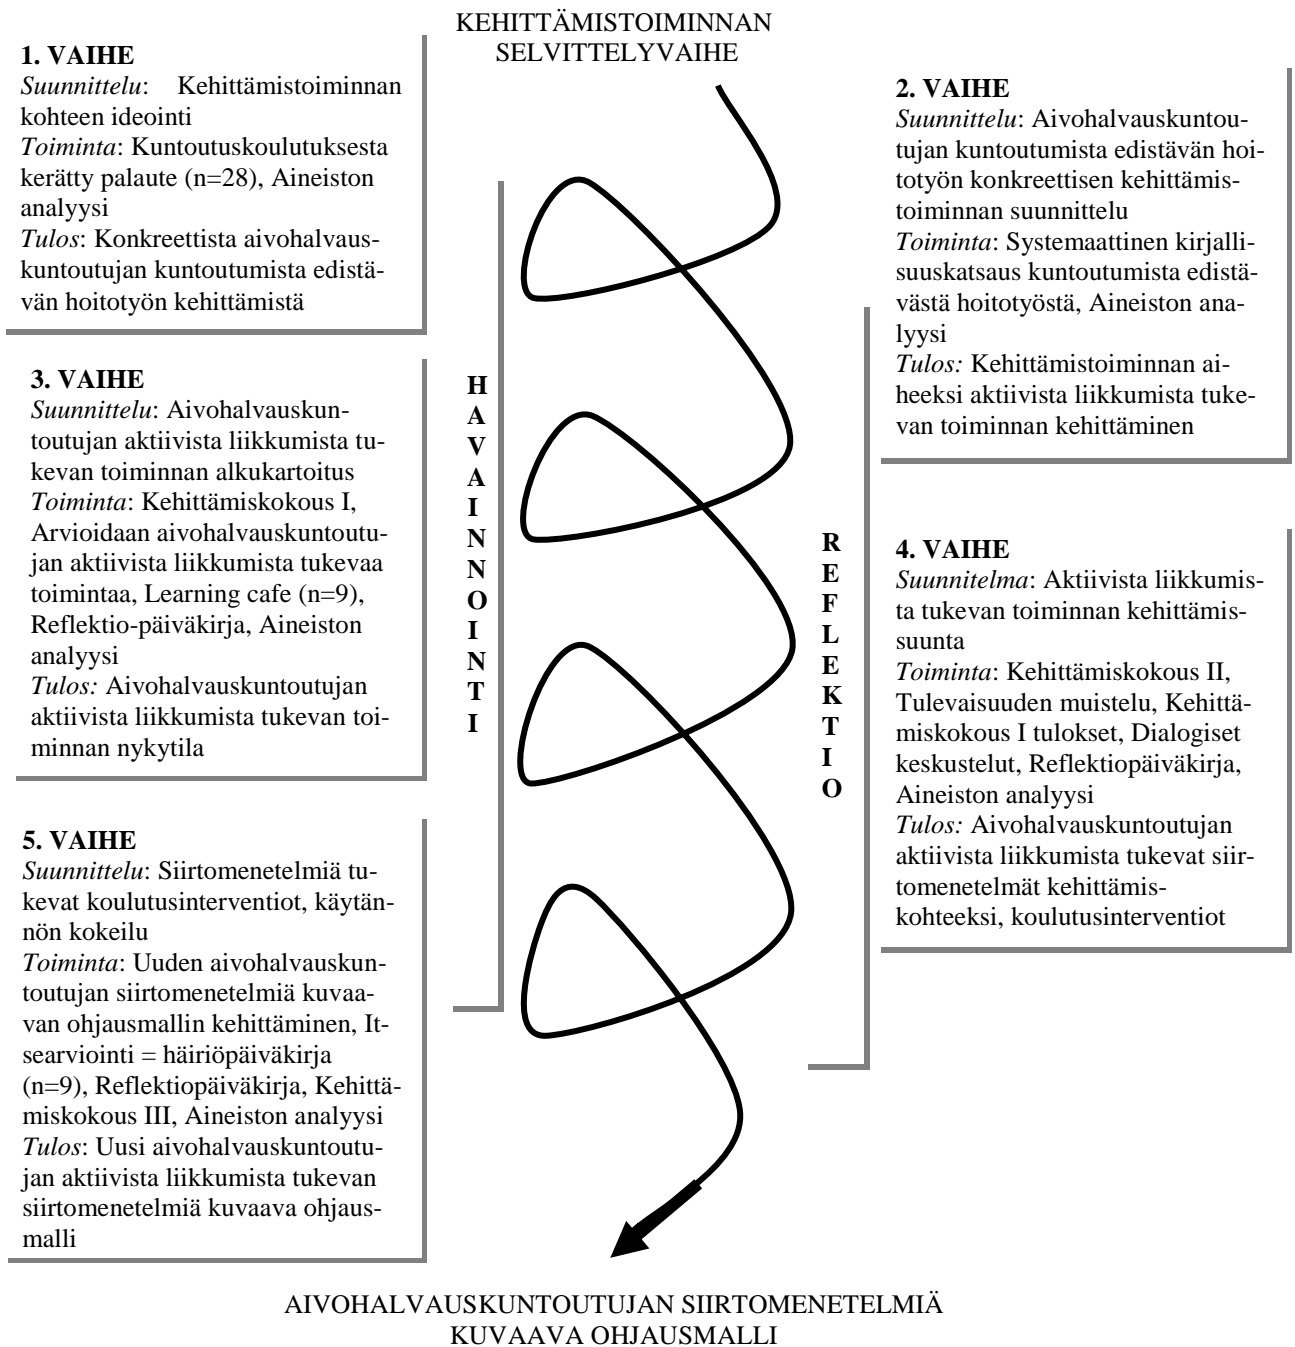 KEHITTÄMISTOIMINNAN
SELVITTELYVAIHE
1. VAIHE
Suunnittelu: Kehittämistoiminnan
kohteen ideointi
Toiminta: Kuntoutuskoulutuksesta
kerätty palaute (n=28), Aineiston
analyysi
Tulos: Konkreettista aivohalvaus-
kuntoutujan kuntoutumista edistä-
vän hoitotyön kehittämistä
2. VAIHE
Suunnittelu: Aivohalvauskuntou-
tujan kuntoutumista edistävän hoi-
totyön konkreettisen kehittämis-
toiminnan suunnittelu
Toiminta: Systemaattinen kirjalli-
suuskatsaus kuntoutumista edistä-
västä hoitotyöstä, Aineiston ana-
lyysi
Tulos: Kehittämistoiminnan ai-
heeksi aktiivista liikkumista tuke-
van toiminnan kehittäminen
3. VAIHE
Suunnittelu: Aivohalvauskun-
toutujan aktiivista liikkumista tu-
kevan toiminnan alkukartoitus
Toiminta: Kehittämiskokous I,
Arvioidaan aivohalvauskuntoutu-
jan aktiivista liikkumista tukevaa
toimintaa, Learning cafe (n=9),
Reflektio-päiväkirja, Aineiston
analyysi
Tulos: Aivohalvauskuntoutujan
aktiivista liikkumista tukevan toi-
minnan nykytila
H
A
V
A
I
N
N
O
I
N
T
I
R
E
F
L
E
K
T
I
O
4. VAIHE
Suunnitelma: Aktiivista liikkumis-
ta tukevan toiminnan kehittämis-
suunta
Toiminta: Kehittämiskokous II,
Tulevaisuuden muistelu, Kehittä-
miskokous I tulokset, Dialogiset
keskustelut, Reflektiopäiväkirja,
Aineiston analyysi
Tulos: Aivohalvauskuntoutujan
aktiivista liikkumista tukevat siir-
tomenetelmät kehittämis-
kohteeksi, koulutusinterventiot
5. VAIHE
Suunnittelu: Siirtomenetelmiä tu-
kevat koulutusinterventiot, käytän-
nön kokeilu
Toiminta: Uuden aivohalvauskun-
toutujan siirtomenetelmiä kuvaa-
van ohjausmallin kehittäminen, It-
searviointi = häiriöpäiväkirja
(n=9), Reflektiopäiväkirja, Kehittä-
miskokous III, Aineiston analyysi
Tulos: Uusi aivohalvauskuntoutu-
jan aktiivista liikkumista tukevan
siirtomenetelmiä kuvaava ohjaus-
malli
AIVOHALVAUSKUNTOUTUJAN SIIRTOMENETELMIÄ
KUVAAVA OHJAUSMALLI